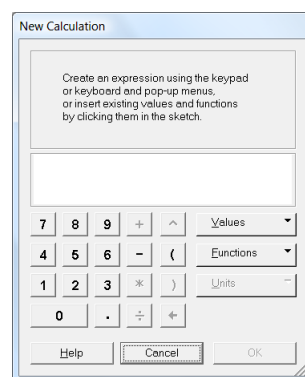 New Calculation
Create an expression using the keypad
or keyboard and pop-up menus,
or insert existing values and functions
by clicking them in the sketch.
7 8 9 + ^ Values
4 5 6 - ( Functions
1 2 3 * ) Units
0 . ÷ ←
Help Cancel OK